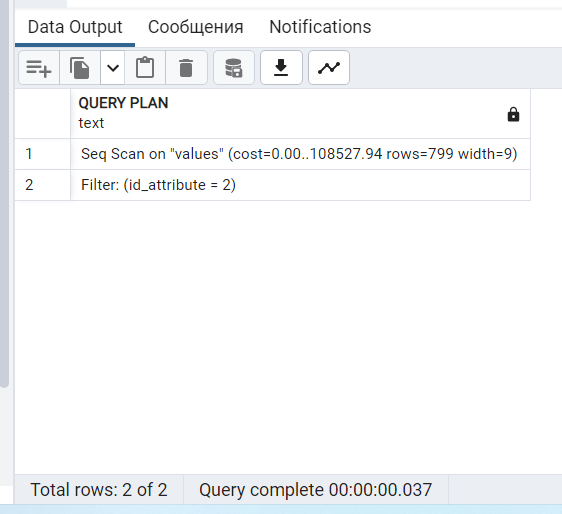 Data Output Сообщения Notifications
QUERY PLAN
text
1 Seq Scan on "values" (cost=0.00..108527.94 rows=799 width=9)
2 Filter: (id_attribute = 2)
Total rows: 2 of 2 Query complete 00:00:00.037